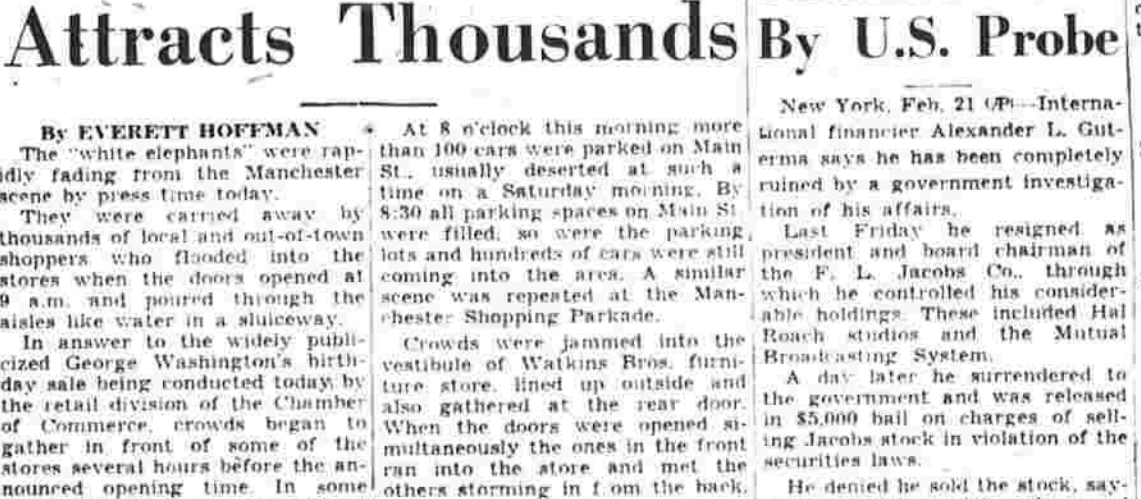 Attracts Thousands
By EVERETT HOFFMAN
The "white elephants" were rap-
idly fading from the Manchester
scene by press time today.
They were carried away by
thousands of local and out-of-town
shoppers who flooded into the
stores when the doors opened at
9 a.m. and poured through the
aisles like water in a sluiceway.
In answer to the widely publi-
cized George Washington's birth-
day sale being conducted today by
the retail division of the Chamber
of Commerce, crowds began to
gather in front of some of the
stores several hours before the an-
nounced opening time. In some
At 8 o'clock this morning more
than 100 cars were parked on Main
St., usually deserted at such a
time on a Saturday morning. By
8:30 all parking spaces on Main St.
were filled, so were the parking
lots and hundreds of cars were still
coming into the area. A similar
scene was repeated at the Man-
chester Shopping Parkade.
Crowds were jammed into the
vestibule of Watkins Bros. furni-
ture store, lined up outside and
also gathered at the rear door.
When the doors were opened si-
multaneously the ones in the front
ran into the store and met the
others storming in from the back.
By U.S. Probe
New York, Feb. 21 (AP)—Interna-
tional financier Alexander L. Gut-
erma says he has been completely
ruined by a government investiga-
tion of his affairs.
Last Friday he resigned as
president and board chairman of
the F. L. Jacobs Co., through
which he controlled his consider-
able holdings. These included Hal
Roach studios and the Mutual
Broadcasting System.
A day later he surrendered to
the government and was released
in $5,000 bail on charges of sell-
ing Jacobs stock in violation of the
securities laws.
He denied he sold the stock, say-